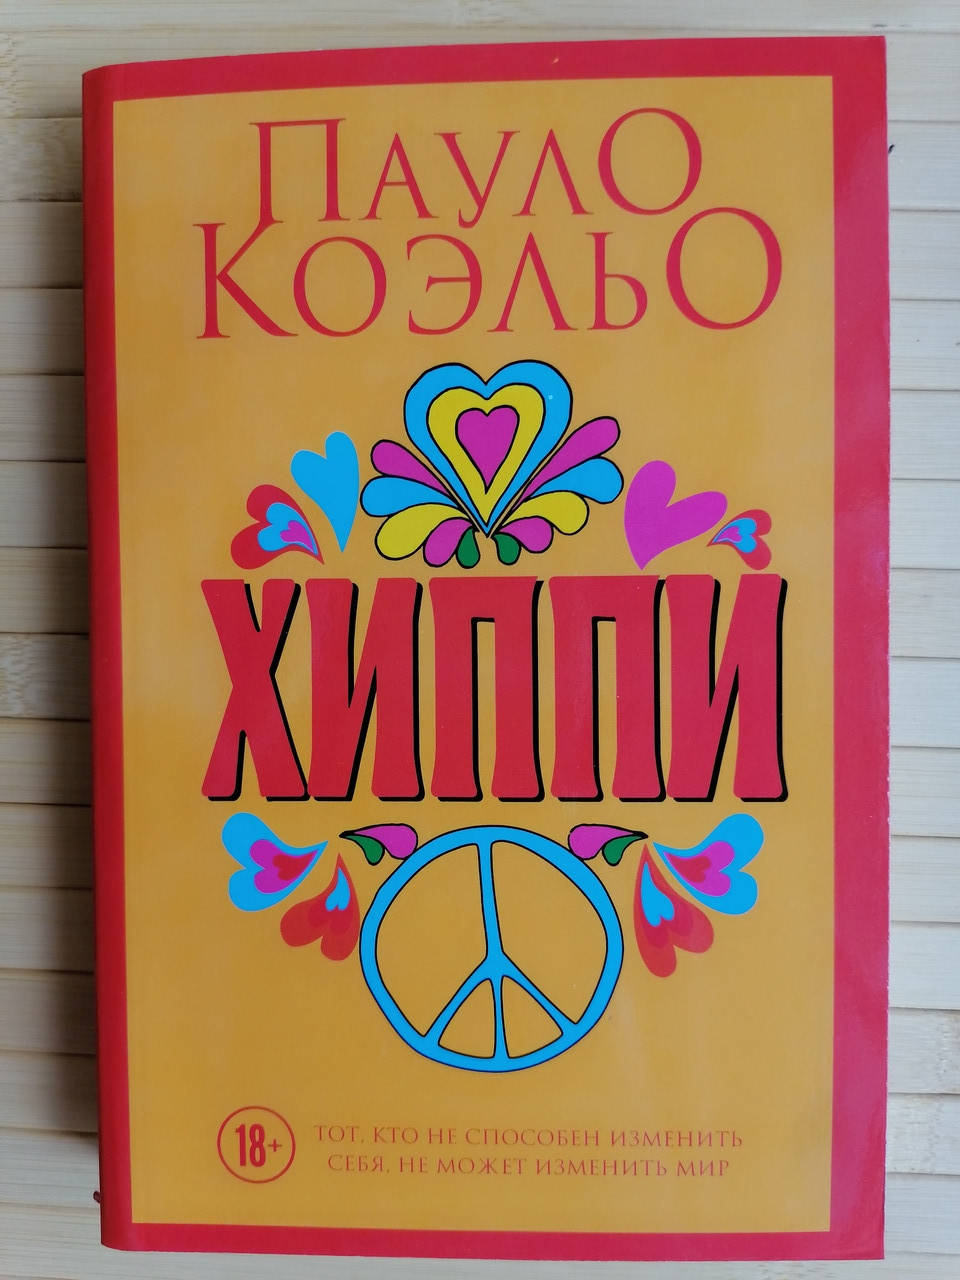 Пауло
Коэльо
ХИППИ
18+
ТОТ, КТО НЕ СПОСОБЕН ИЗМЕНИТЬ
СЕБЯ, НЕ МОЖЕТ ИЗМЕНИТЬ МИР